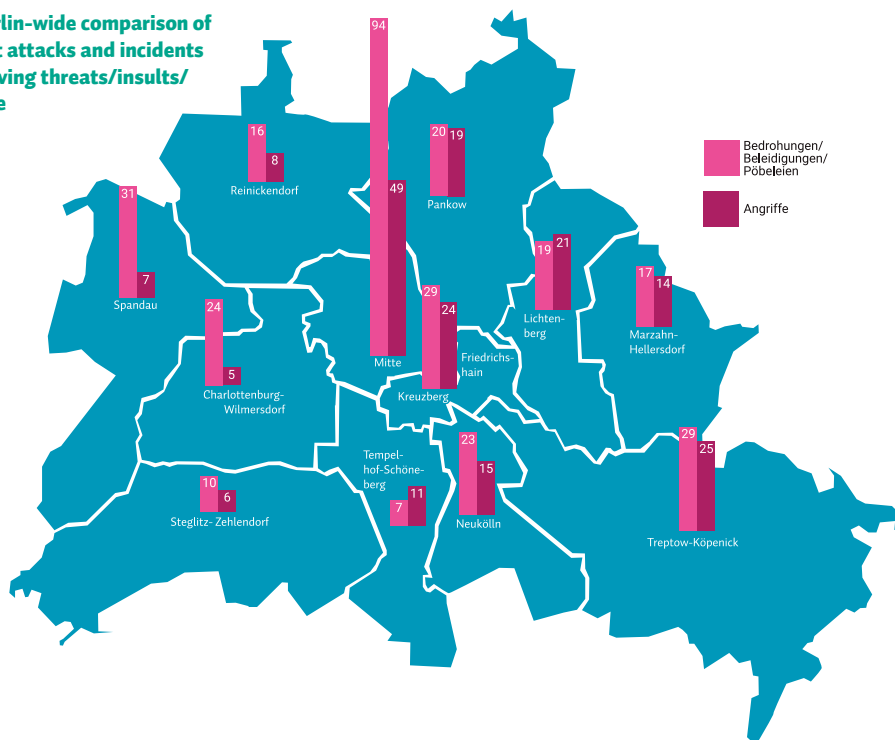 rlin-wide comparison of
t attacks and incidents
ving threats/insults/
e
94
49
Mitte
16
8
Reinickendorf
20
19
Pankow
Bedrohungen/
Beleidigungen/
Pöbeleien
Angriffe
31
7
Spandau
19
21
Lichten-
berg
17
14
Marzahn-
Hellersdorf
24
5
Charlottenburg-
Wilmersdorf
29
24
Friedrichs-
hain
Kreuzberg
10
6
Steglitz- Zehlendorf
Tempel-
hof-Schöne-
berg
7
11
23
15
Neukölln
29
25
Treptow-Köpenick